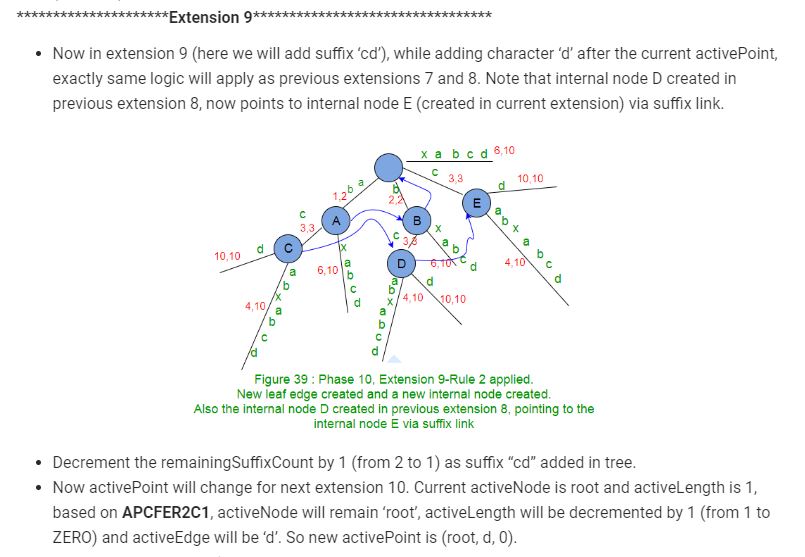 *********************Extension 9*********************************
• Now in extension 9 (here we will add suffix ‘cd’), while adding character ‘d’ after the current activePoint,
exactly same logic will apply as previous extensions 7 and 8. Note that internal node D created in
previous extension 8, now points to internal node E (created in current extension) via suffix link.
x a b c d 6,10
c 3,3
d 10,10
a b 1,2
b 2,2
E
A
B
c 3,3
C
d 10,10
x a b c d 6,10
c 3,3
x a b c d 6,10
a b x a b c d 4,10
D
a b x a b c d 4,10
d 10,10
a b x a b c d 4,10
Figure 39 : Phase 10, Extension 9-Rule 2 applied.
New leaf edge created and a new internal node created.
Also the internal node D created in previous extension 8, pointing to the
internal node E via suffix link
• Decrement the remainingSuffixCount by 1 (from 2 to 1) as suffix “cd” added in tree.
• Now activePoint will change for next extension 10. Current activeNode is root and activeLength is 1,
based on APCFER2C1, activeNode will remain ‘root’, activeLength will be decremented by 1 (from 1 to
ZERO) and activeEdge will be ‘d’. So new activePoint is (root, d, 0).